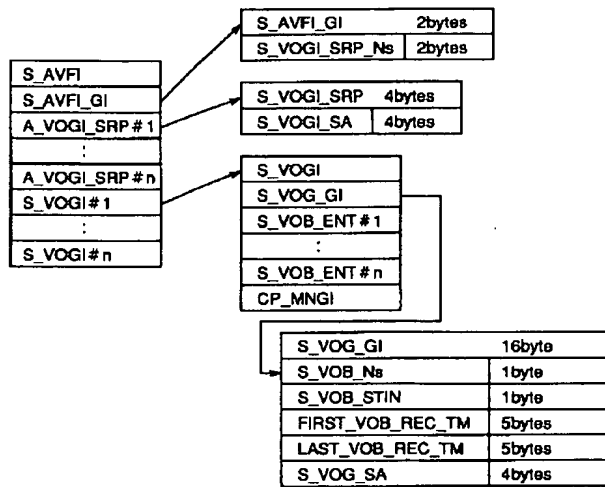 S_AVFI_GI 2bytes
S_VOGI_SRP_Ns 2bytes
S_AVFI
S_AVFI_GI
A_VOGI_SRP#1
:
A_VOGI_SRP#n
S_VOGI#1
:
S_VOGI#n
S_VOGI_SRP 4bytes
S_VOGI_SA 4bytes
S_VOGI
S_VOG_GI
S_VOB_ENT#1
:
S_VOB_ENT#n
CP_MNGI
S_VOG_GI 16byte
S_VOB_Ns 1byte
S_VOB_STIN 1byte
FIRST_VOB_REC_TM 5bytes
LAST_VOB_REC_TM 5bytes
S_VOG_SA 4bytes